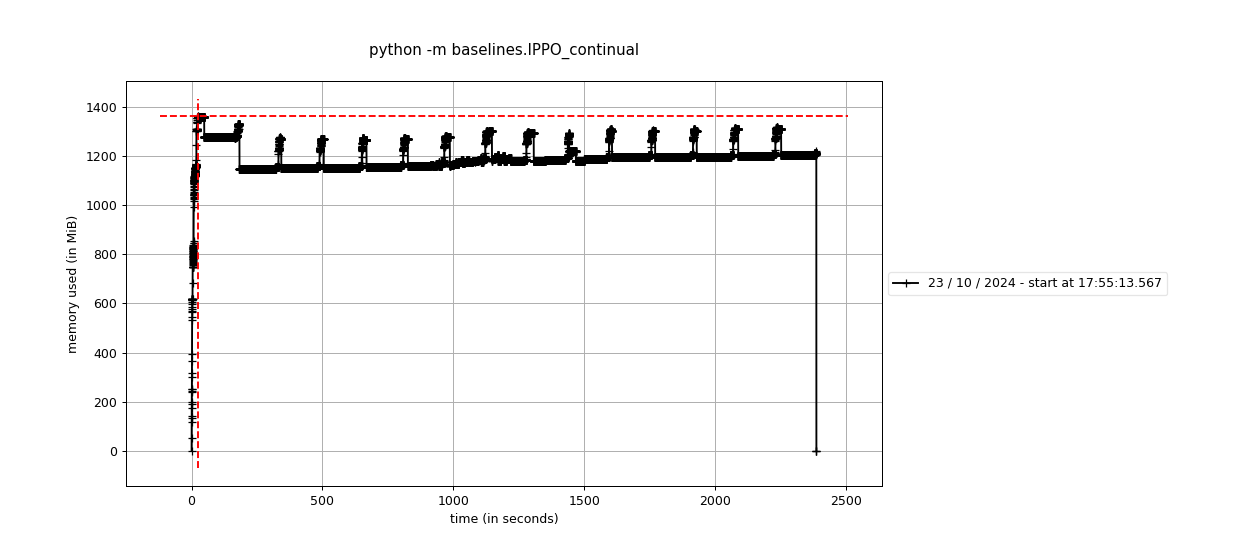 python -m baselines.IPPO_continual
1400
1200
1000
800
600
400
200
0
memory used (in MiB)
0 500 1000 1500 2000 2500
time (in seconds)
23 / 10 / 2024 - start at 17:55:13.567